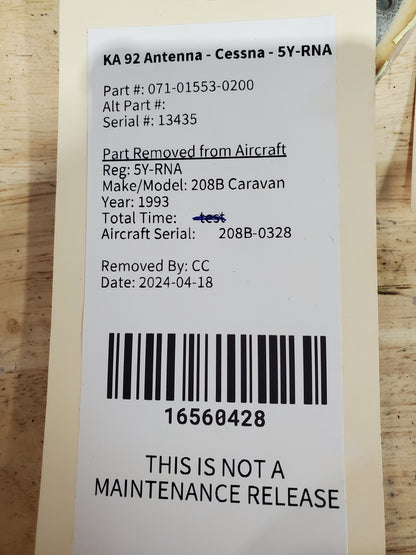 KA 92 Antenna - Cessna - 5Y-RNA
Part #: 071-01553-0200
Alt Part #:
Serial #: 13435
Part Removed from Aircraft
Reg: 5Y-RNA
Make/Model: 208B Caravan
Year: 1993
Total Time: test
Aircraft Serial: 208B-0328
Removed By: CC
Date: 2024-04-18
16560428
THIS IS NOT A
MAINTENANCE RELEASE